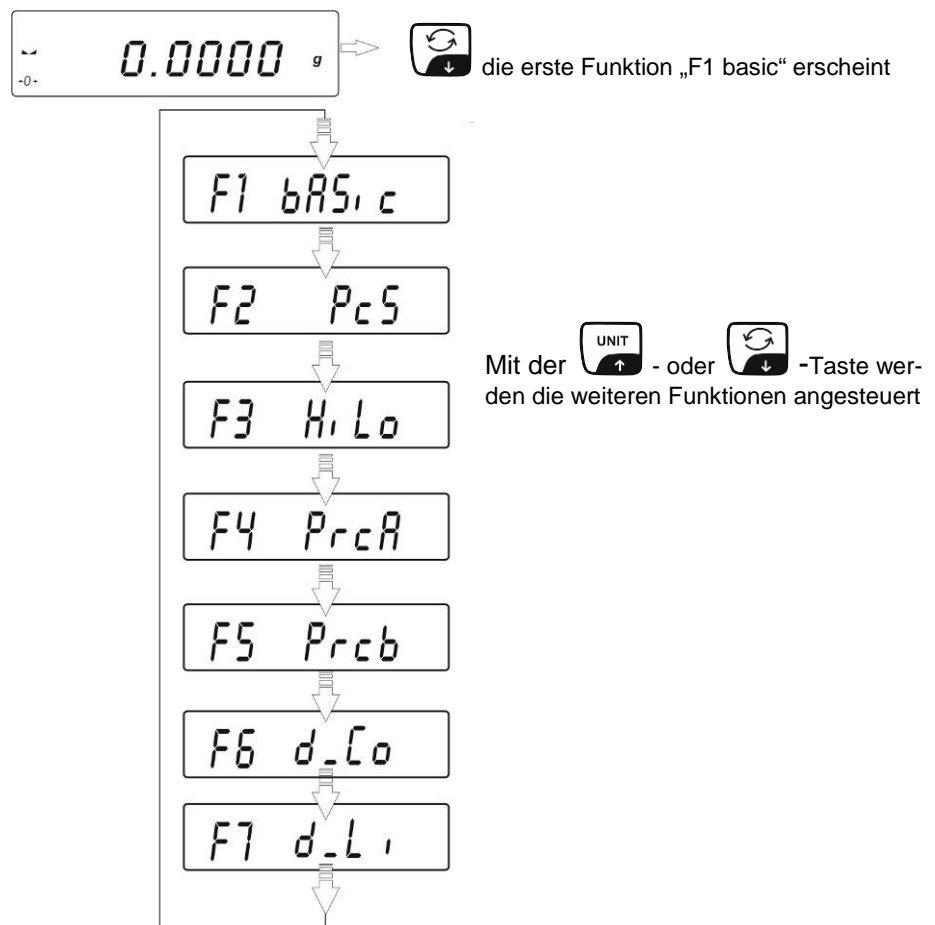 0.0000 g
→0←
die erste Funktion „F1 basic“ erscheint
F1 bASic
F2 PcS
UNIT
Mit der - oder -Taste wer-
den die weiteren Funktionen angesteuert
F3 HiLo
F4 PrcA
F5 Prcb
F6 d_Co
F7 d_Li